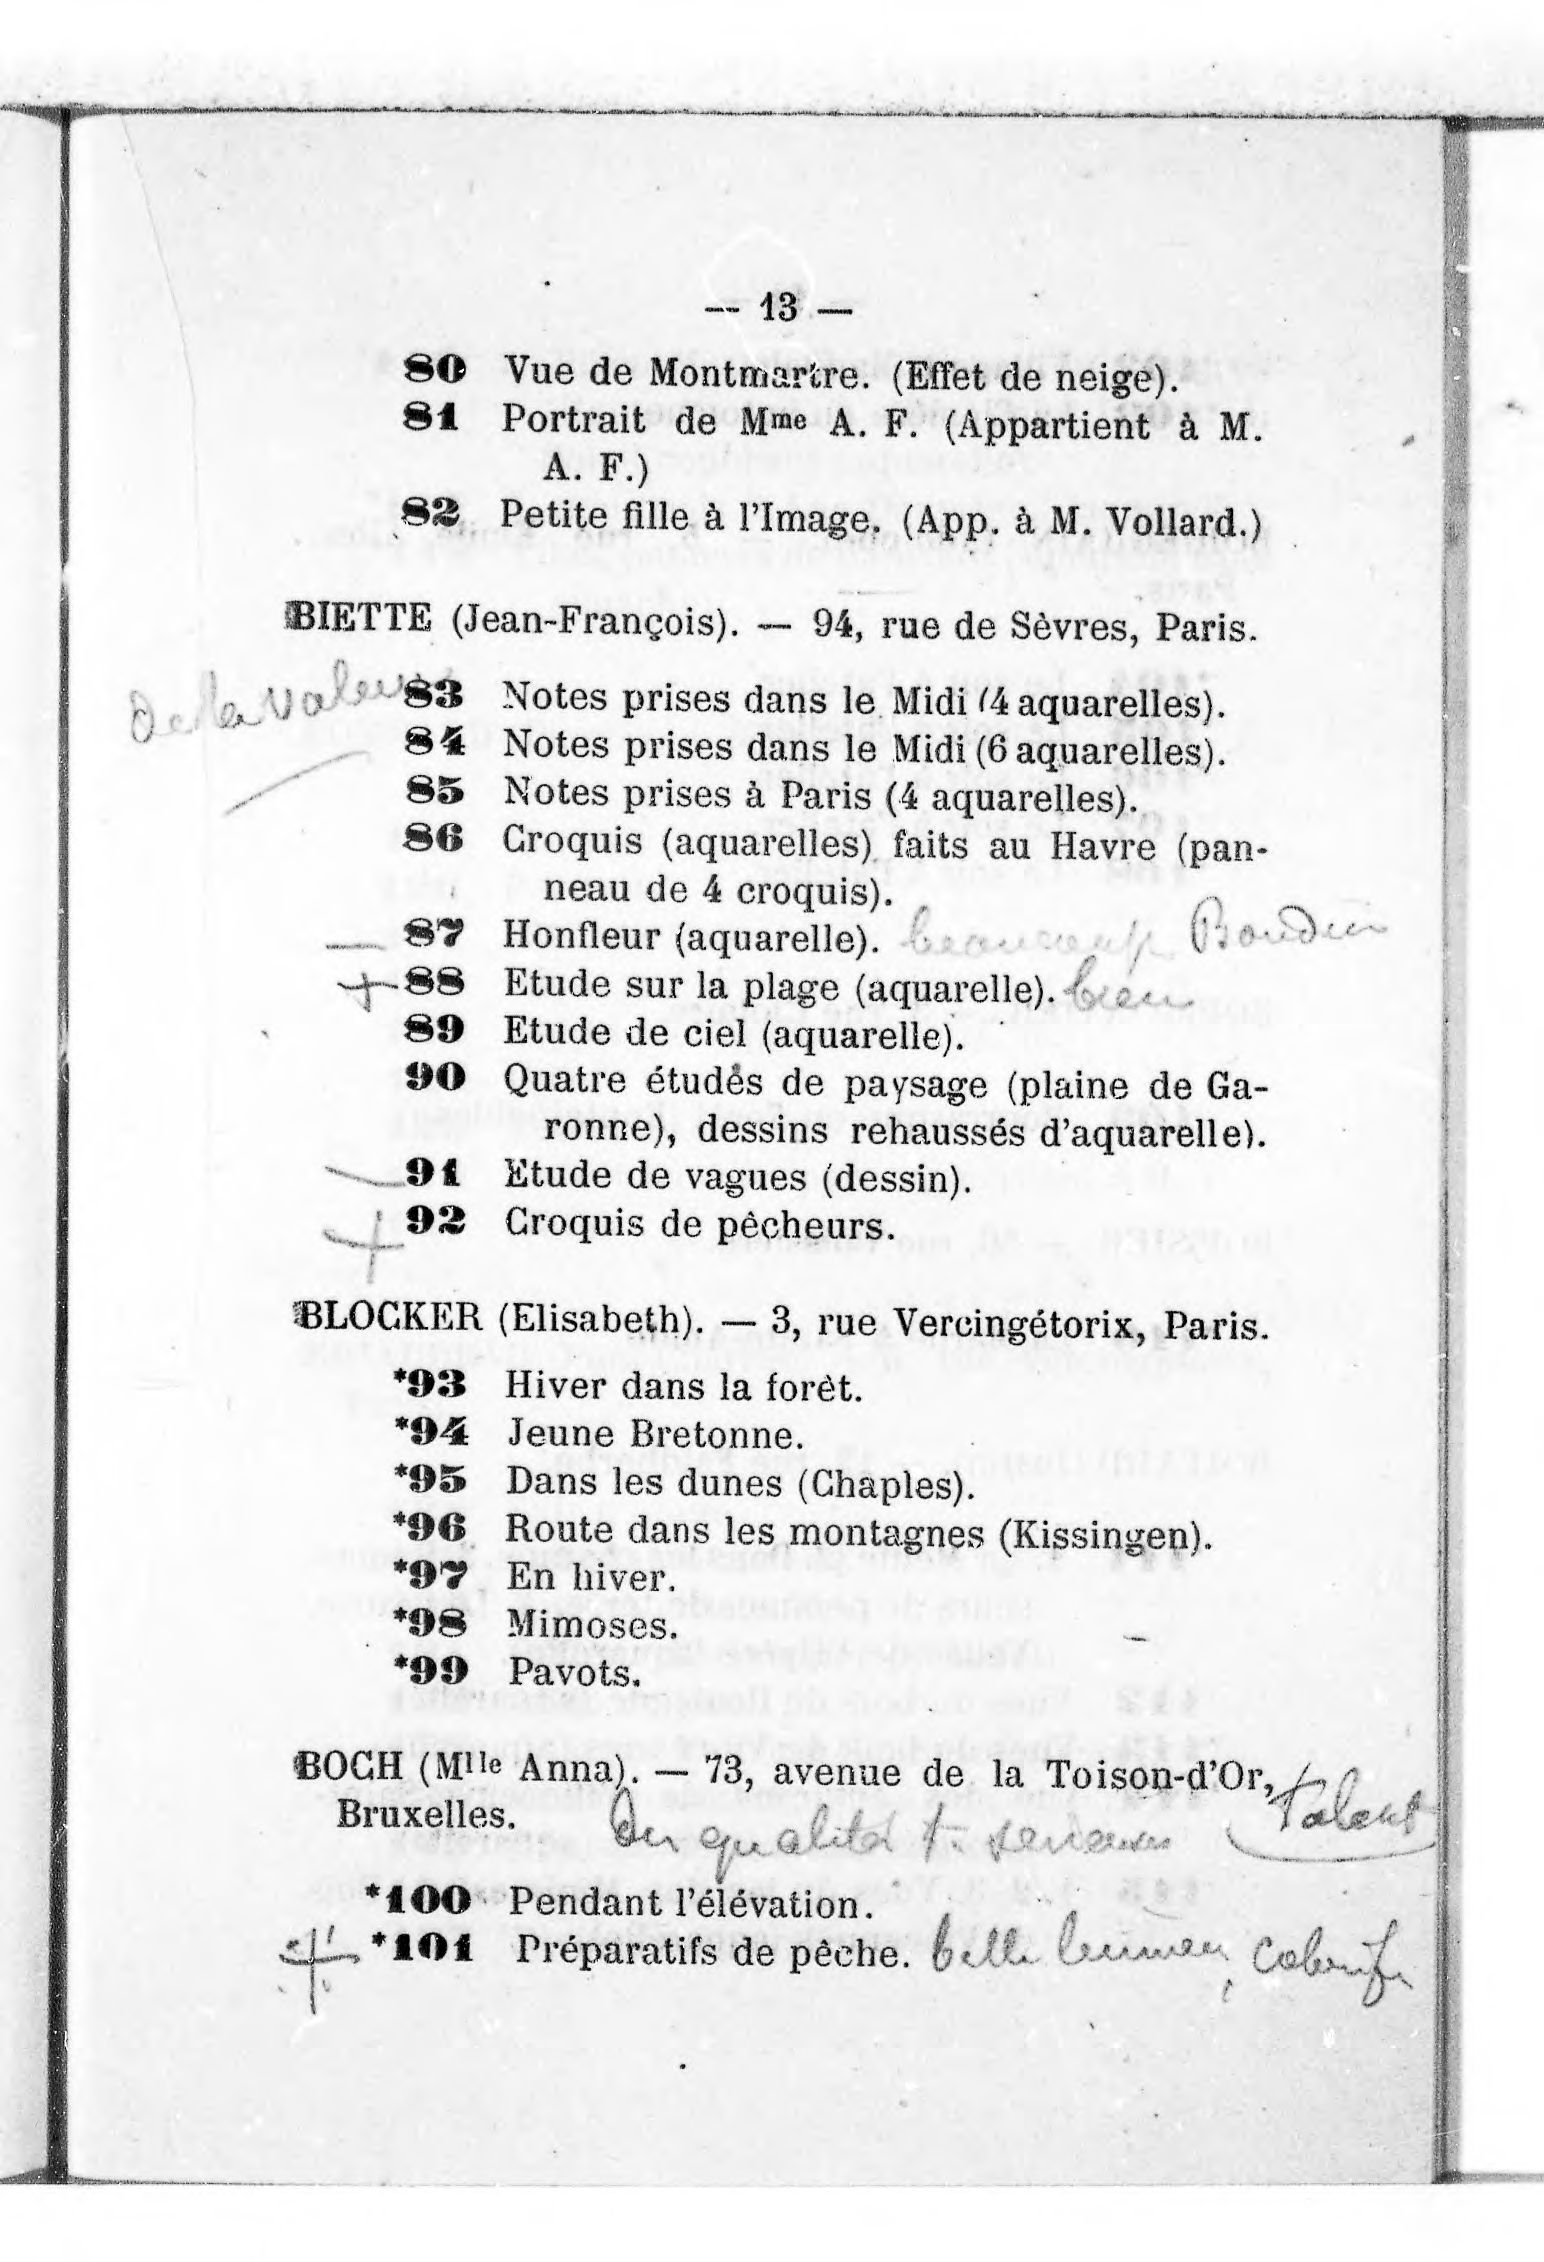 — 13 —
80 Vue de Montmartre. (Effet de neige).
81 Portrait de Mme A. F. (Appartient à M.
A. F.)
82 Petite fille à l'Image. (App. à M. Vollard.)
BIETTE (Jean-François). — 94, rue de Sèvres, Paris.
de la valeur
83 Notes prises dans le Midi (4 aquarelles).
84 Notes prises dans le Midi (6 aquarelles).
85 Notes prises à Paris (4 aquarelles).
86 Croquis (aquarelles) faits au Havre (pan-
neau de 4 croquis).
— 87 Honfleur (aquarelle). beaucoup Boudin
+ 88 Etude sur la plage (aquarelle). bien
89 Etude de ciel (aquarelle).
90 Quatre études de paysage (plaine de Ga-
ronne), dessins rehaussés d'aquarelle).
— 91 Etude de vagues (dessin).
+ 92 Croquis de pêcheurs.
BLOCKER (Elisabeth). — 3, rue Vercingétorix, Paris.
*93 Hiver dans la forêt.
*94 Jeune Bretonne.
*95 Dans les dunes (Chaples).
*96 Route dans les montagnes (Kissingen).
*97 En hiver.
*98 Mimoses.
*99 Pavots.
BOCH (Mlle Anna). — 73, avenue de la Toison-d'Or,
Bruxelles. qualités t. sérieuses talent
*100 Pendant l'élévation.
+ *101 Préparatifs de pêche. belle lumière,